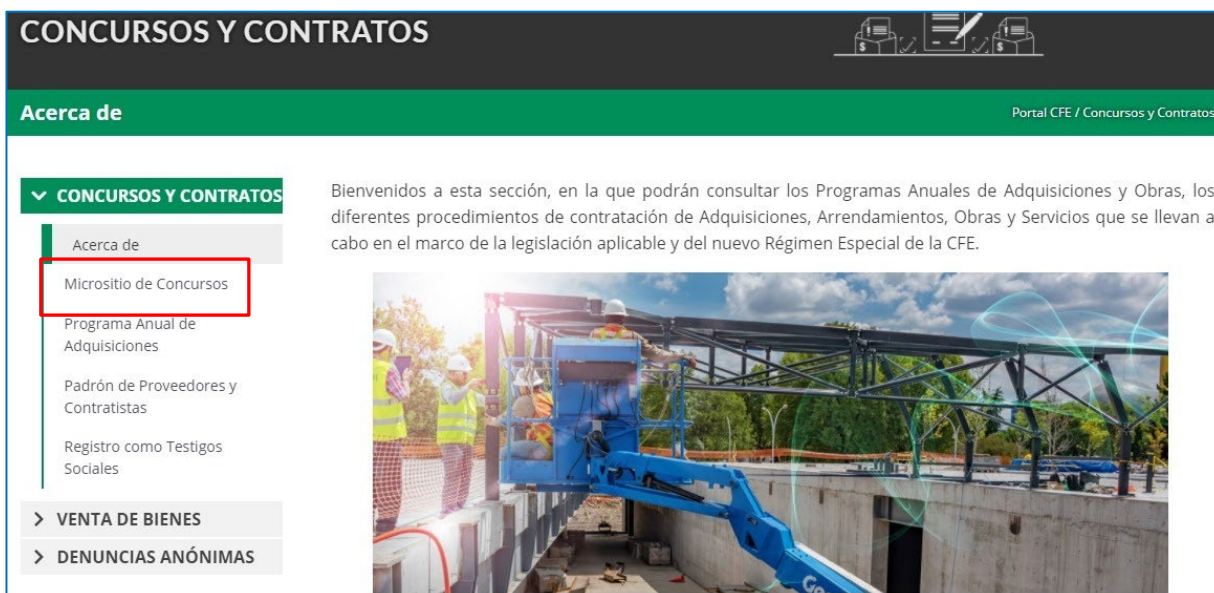 CONCURSOS Y CONTRATOS
Acerca de
Portal CFE / Concursos y Contratos
CONCURSOS Y CONTRATOS
Acerca de
Micrositio de Concursos
Programa Anual de
Adquisiciones
Padrón de Proveedores y
Contratistas
Registro como Testigos
Sociales
VENTA DE BIENES
DENUNCIAS ANÓNIMAS
Bienvenidos a esta sección, en la que podrán consultar los Programas Anuales de Adquisiciones y Obras, los
diferentes procedimientos de contratación de Adquisiciones, Arrendamientos, Obras y Servicios que se llevan a
cabo en el marco de la legislación aplicable y del nuevo Régimen Especial de la CFE.